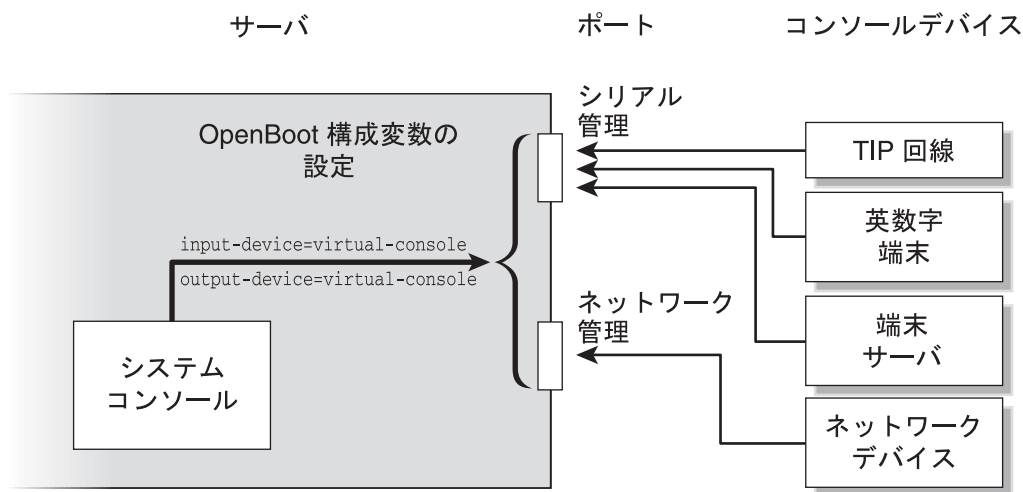 サーバ
ポート
コンソールデバイス
シリアル
管理
OpenBoot 構成変数の
設定
TIP 回線
英数字
端末
input-device=virtual-console
output-device=virtual-console
ネットワーク
管理
端末
サーバ
システム
コンソール
ネットワーク
デバイス